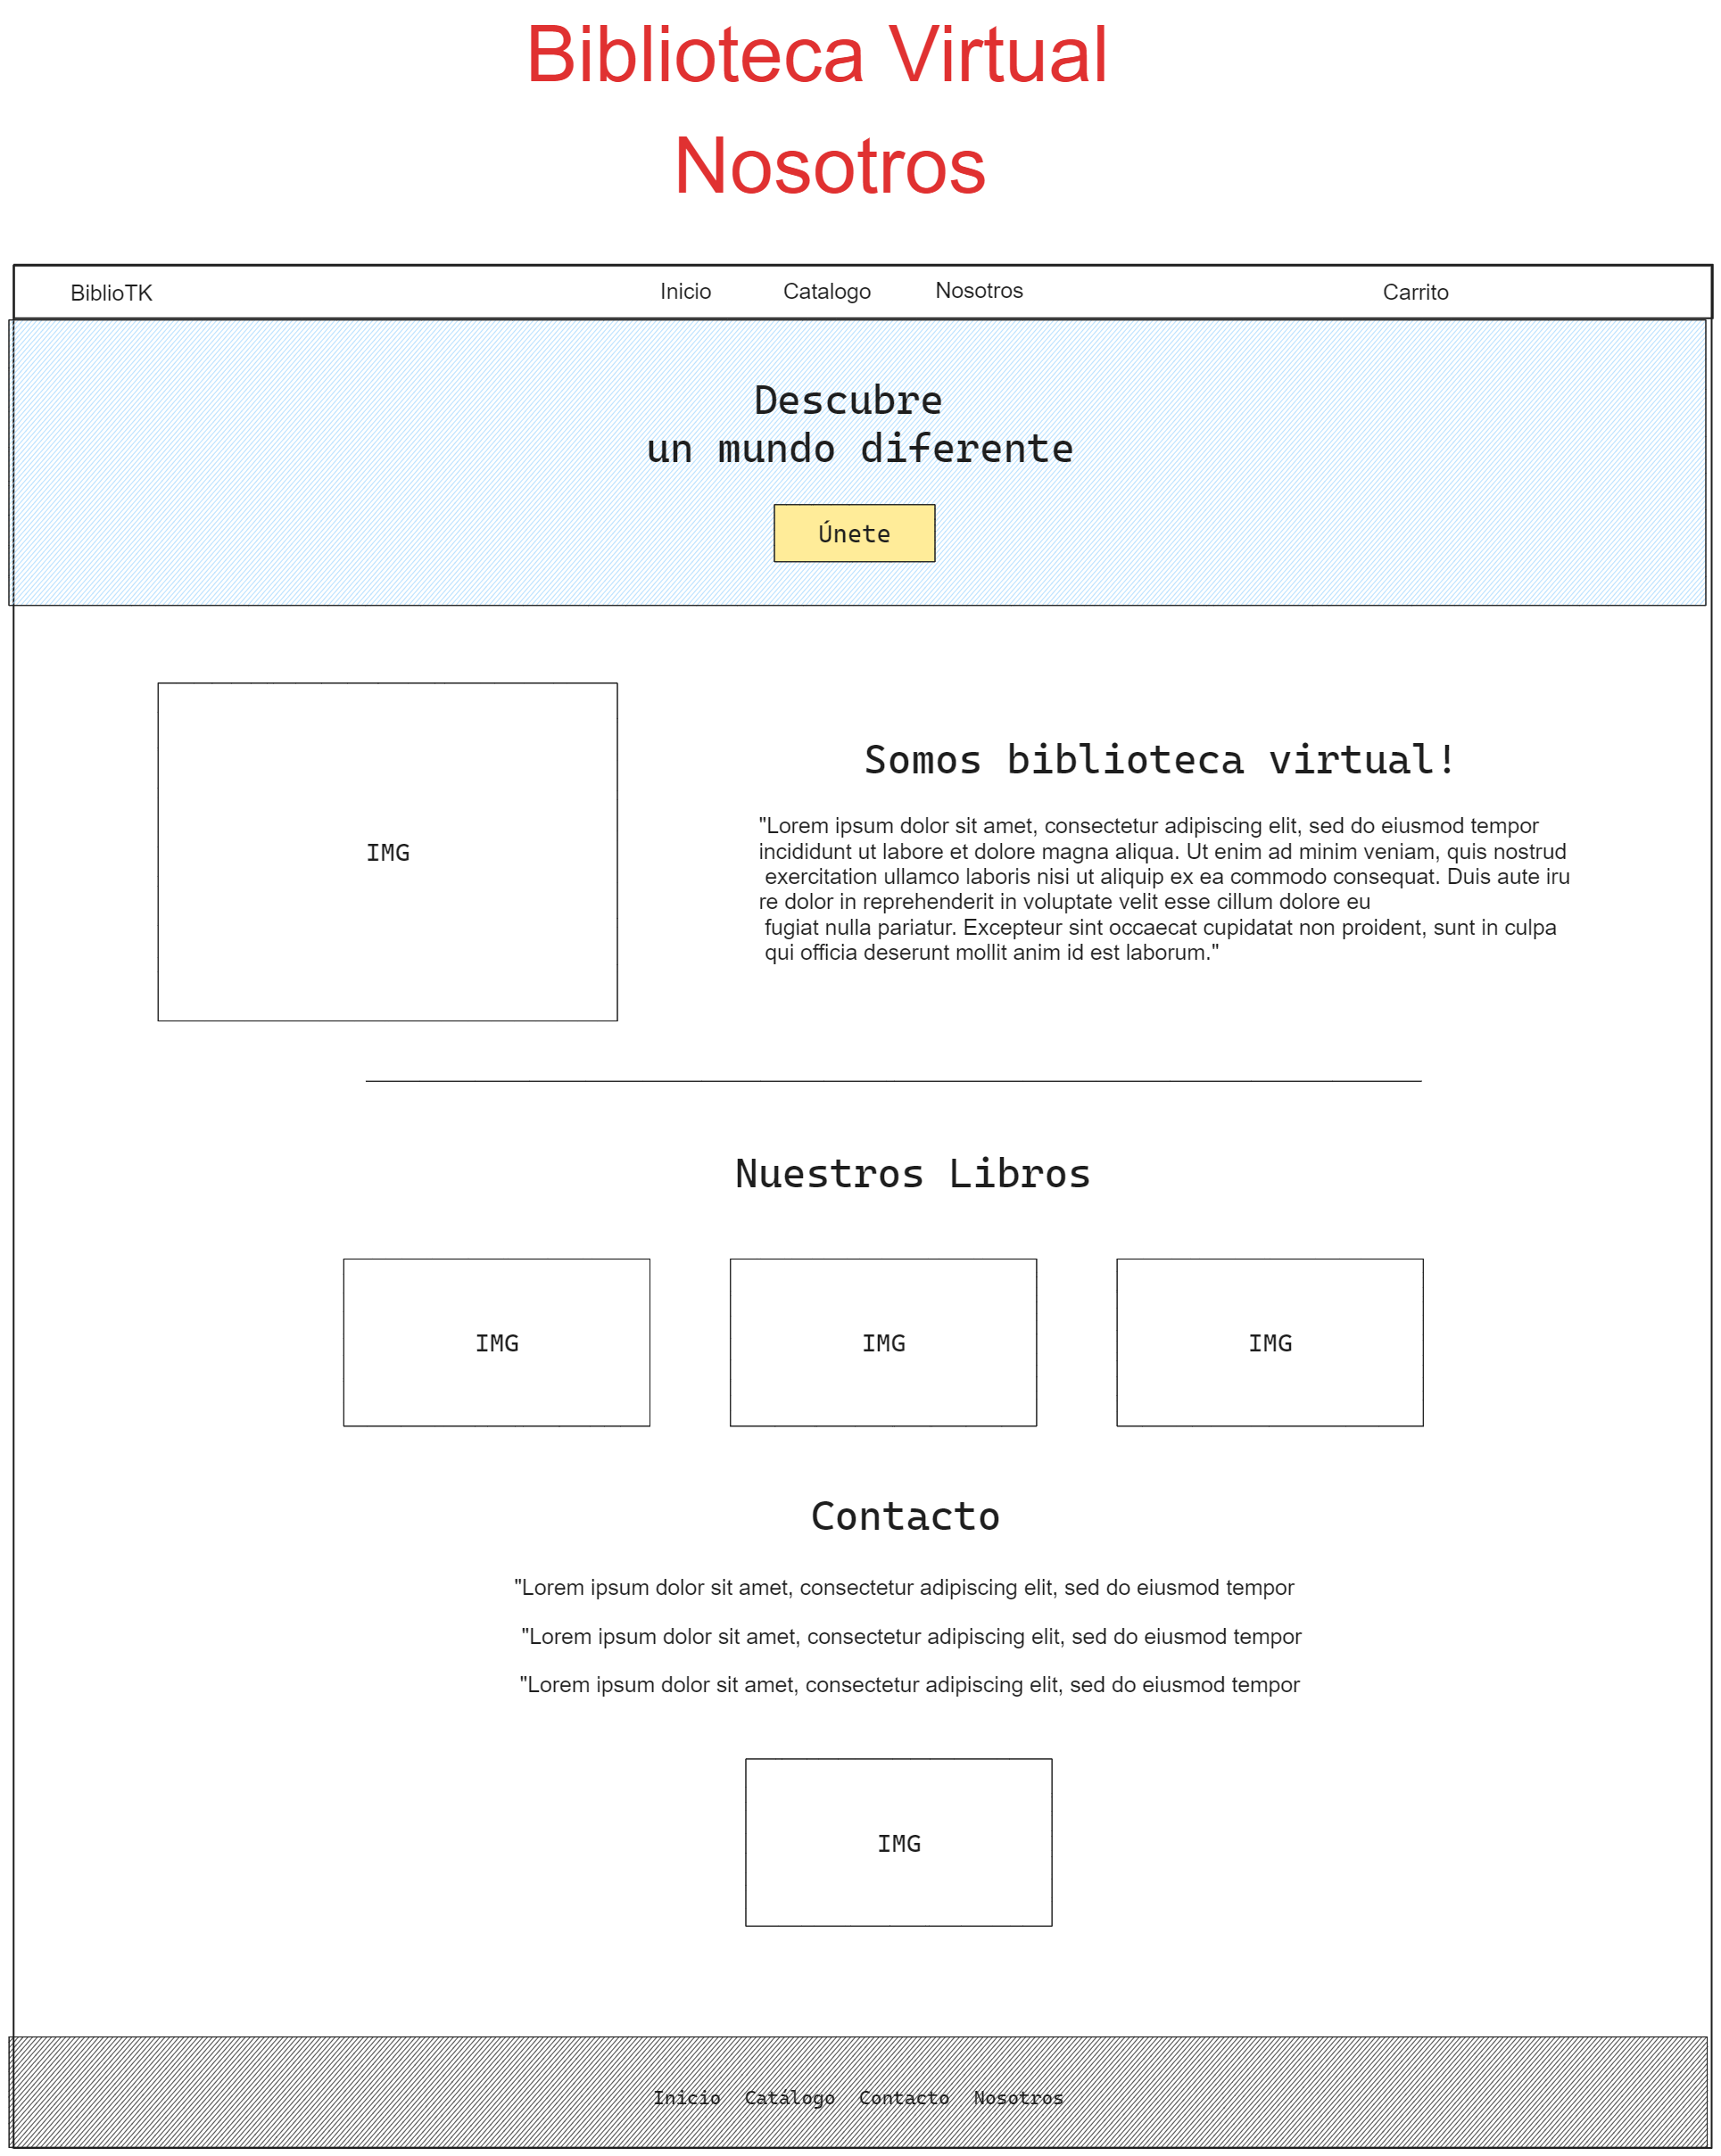 Biblioteca Virtual
Nosotros
BiblioTK
Inicio
Catalogo
Nosotros
Carrito
Descubre
un mundo diferente
Únete
IMG
Somos biblioteca virtual!
"Lorem ipsum dolor sit amet, consectetur adipiscing elit, sed do eiusmod tempor
incididunt ut labore et dolore magna aliqua. Ut enim ad minim veniam, quis nostrud
exercitation ullamco laboris nisi ut aliquip ex ea commodo consequat. Duis aute iru
re dolor in reprehenderit in voluptate velit esse cillum dolore eu
fugiat nulla pariatur. Excepteur sint occaecat cupidatat non proident, sunt in culpa
qui officia deserunt mollit anim id est laborum."
Nuestros Libros
IMG
IMG
IMG
Contacto
"Lorem ipsum dolor sit amet, consectetur adipiscing elit, sed do eiusmod tempor
"Lorem ipsum dolor sit amet, consectetur adipiscing elit, sed do eiusmod tempor
"Lorem ipsum dolor sit amet, consectetur adipiscing elit, sed do eiusmod tempor
IMG
Inicio Catálogo Contacto Nosotros